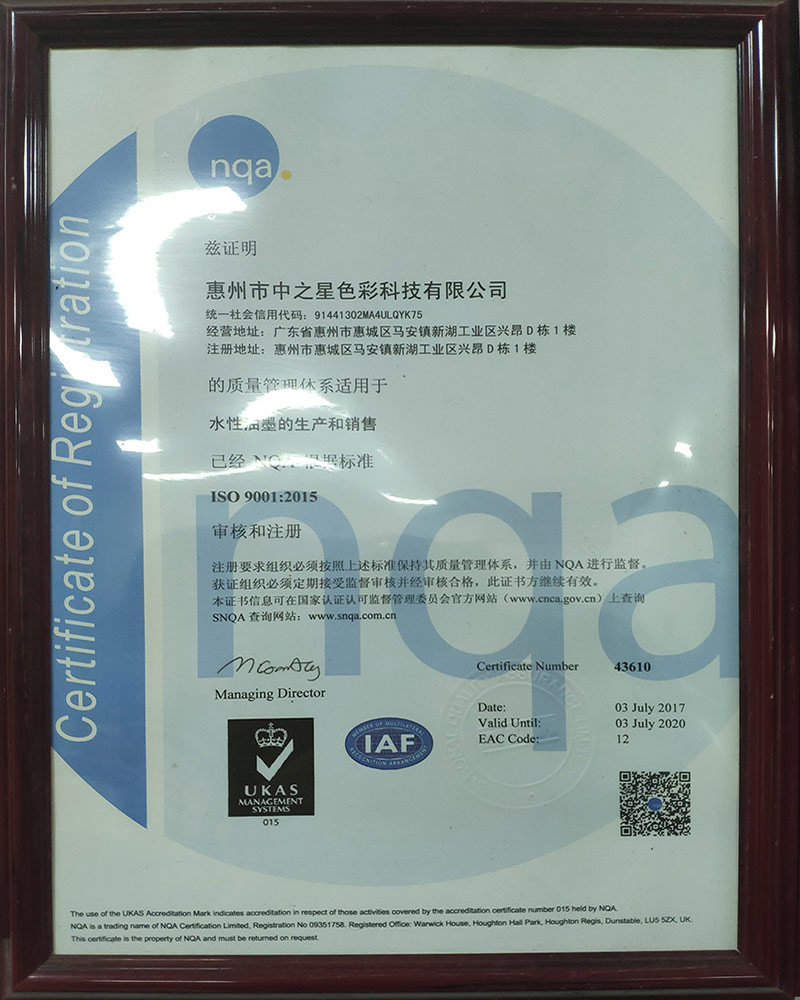 nqa.
Certificate of Registration
兹证明
惠州市中之星色彩科技有限公司
统一社会信用代码：91441302MA4ULQYK75
经营地址：广东省惠州市惠城区马安镇新湖工业区兴昂D栋1楼
注册地址：惠州市惠城区马安镇新湖工业区兴昂D栋1楼
的质量管理体系适用于
水性油墨的生产和销售
已经 NQA 根据标准
ISO 9001:2015
审核和注册
nqa
注册要求组织必须按照上述标准保持其质量管理体系，并由 NQA 进行监督。
获证组织必须定期接受监督审核并经审核合格，此证书方继续有效。
本证书信息可在国家认证认可监督管理委员会官方网站（www.cnca.gov.cn）上查询
SNQA 查询网站：www.snqa.com.cn
Managing Director
Certificate Number 43610
Date: 03 July 2017
Valid Until: 03 July 2020
EAC Code: 12
UKAS
MANAGEMENT
SYSTEMS
015
MEMBER OF MULTILATERAL
IAF
RECOGNITION ARRANGEMENT
The use of the UKAS Accreditation Mark indicates accreditation in respect of those activities covered by the accreditation certificate number 015 held by NQA.
NQA is a trading name of NQA Certification Limited, Registration No 09351758. Registered Office: Warwick House, Houghton Hall Park, Houghton Regis, Dunstable, LU5 5ZX, UK.
This certificate is the property of NQA and must be returned on request.